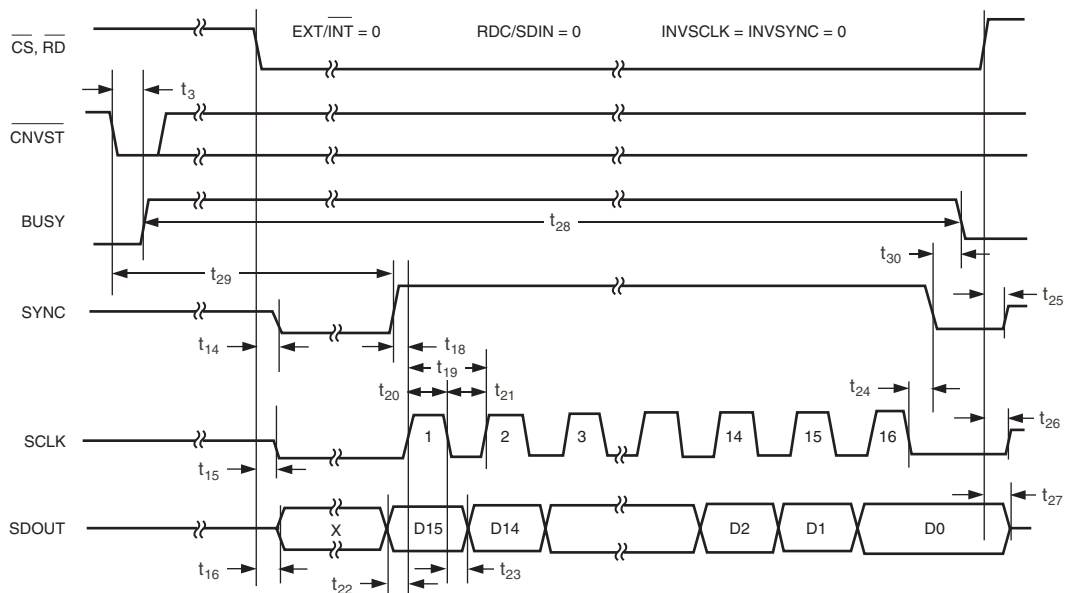 EXT/INT = 0 RDC/SDIN = 0 INVSCLK = INVSYNC = 0
CS, RD
t3
CNVST
BUSY
t28
t30
t29
t25
SYNC
t14
t18
t19
t20
t21
t24
t26
SCLK
1 2 3 14 15 16
t15
t27
SDOUT
X D15 D14 D2 D1 D0
t16
t22
t23